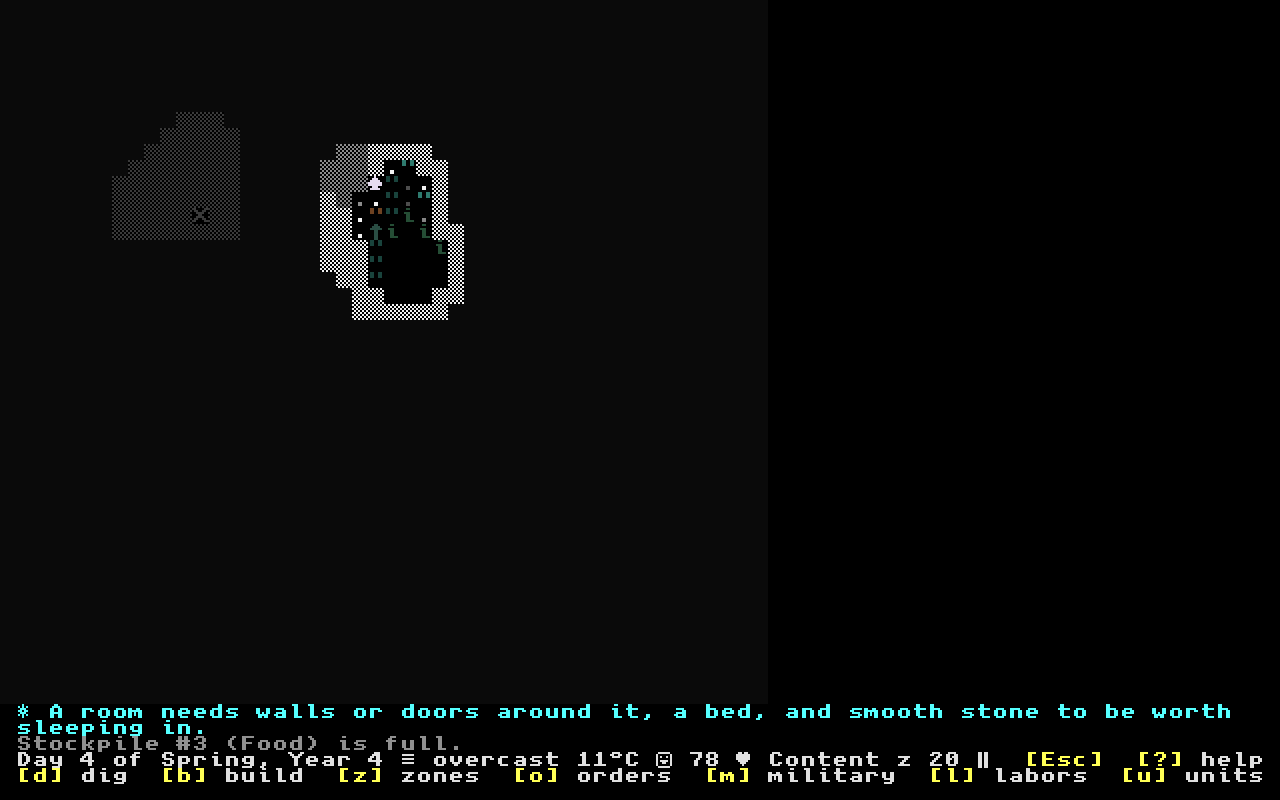 * A room needs walls or doors around it, a bed, and smooth stone to be worth
sleeping in.
Stockpile #3 (Food) is full.
Day 4 of Spring, Year 4 ≡ overcast 11°C ☺ 78 ♥ Content z 20 ‖ [Esc] [?] help
[d] dig [b] build [z] zones [o] orders [m] military [l] labors [u] units